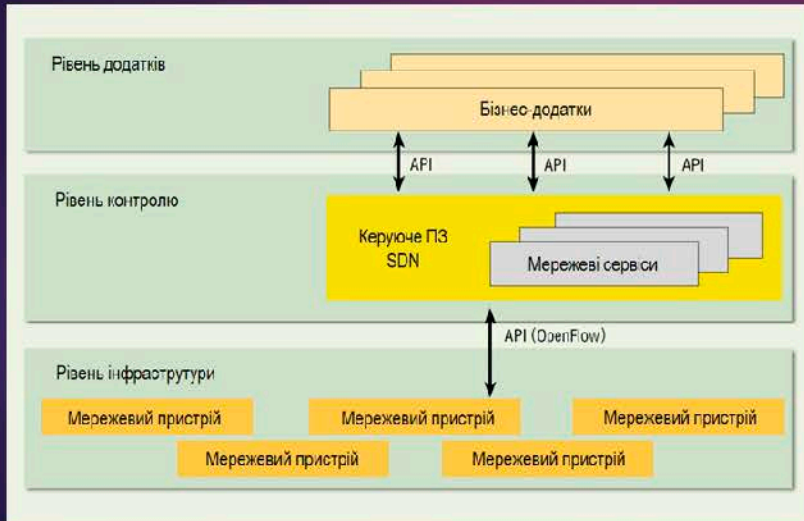 Рівень додатків
Бізнес-додатки
API
API
API
Рівень контролю
Керуюче ПЗ
SDN
Мережеві сервіси
API (OpenFlow)
Рівень інфраструтури
Мережевий пристрій
Мережевий пристрій
Мережевий пристрій
Мережевий пристрій
Мережевий пристрій